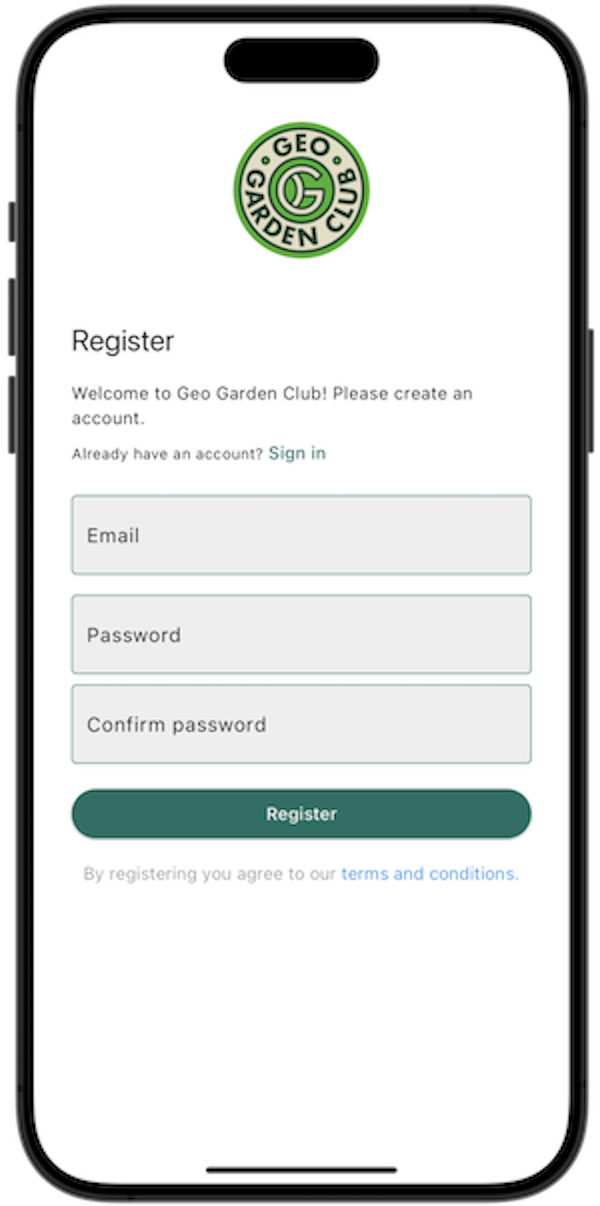 GEO
GARDEN CLUB
G
Register
Welcome to Geo Garden Club! Please create an
account.
Already have an account? Sign in
Email
Password
Confirm password
Register
By registering you agree to our terms and conditions.